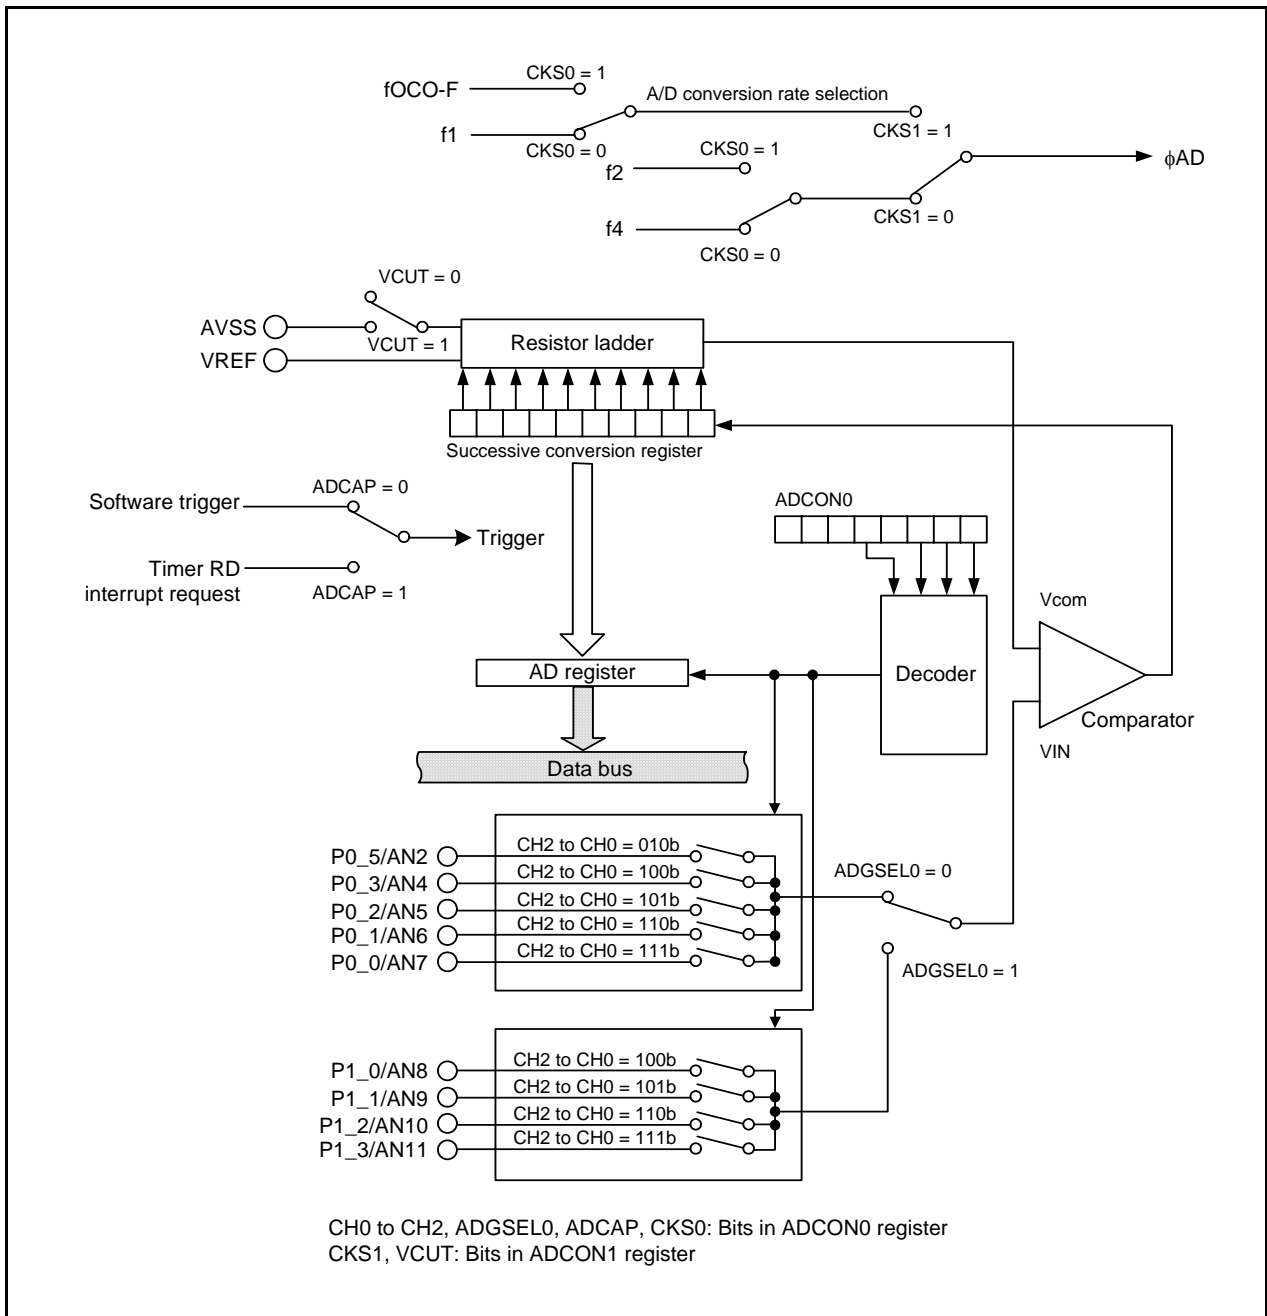 CKS0 = 1
fOCO-F
A/D conversion rate selection
f1
CKS0 = 0
CKS1 = 1
CKS0 = 1
f2
ϕAD
CKS1 = 0
f4
CKS0 = 0
VCUT = 0
AVSS
VCUT = 1
Resistor ladder
VREF
Successive conversion register
ADCAP = 0
Software trigger
Trigger
Timer RD
interrupt request
ADCAP = 1
ADCON0
Vcom
AD register
Decoder
Comparator
VIN
Data bus
P0_5/AN2 CH2 to CH0 = 010b
P0_3/AN4 CH2 to CH0 = 100b
P0_2/AN5 CH2 to CH0 = 101b
P0_1/AN6 CH2 to CH0 = 110b
P0_0/AN7 CH2 to CH0 = 111b
ADGSEL0 = 0
ADGSEL0 = 1
P1_0/AN8 CH2 to CH0 = 100b
P1_1/AN9 CH2 to CH0 = 101b
P1_2/AN10 CH2 to CH0 = 110b
P1_3/AN11 CH2 to CH0 = 111b
CH0 to CH2, ADGSEL0, ADCAP, CKS0: Bits in ADCON0 register
CKS1, VCUT: Bits in ADCON1 register